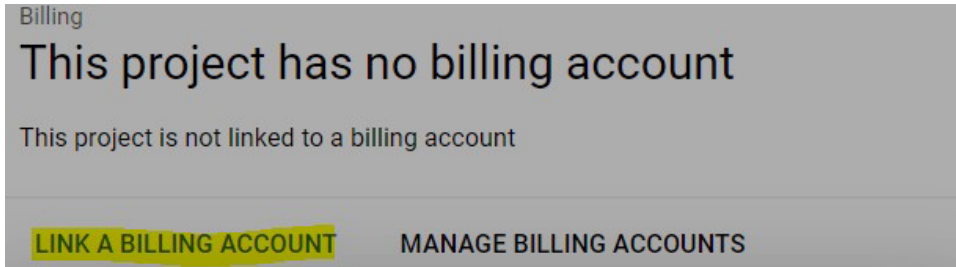 Billing
This project has no billing account
This project is not linked to a billing account
LINK A BILLING ACCOUNT MANAGE BILLING ACCOUNTS